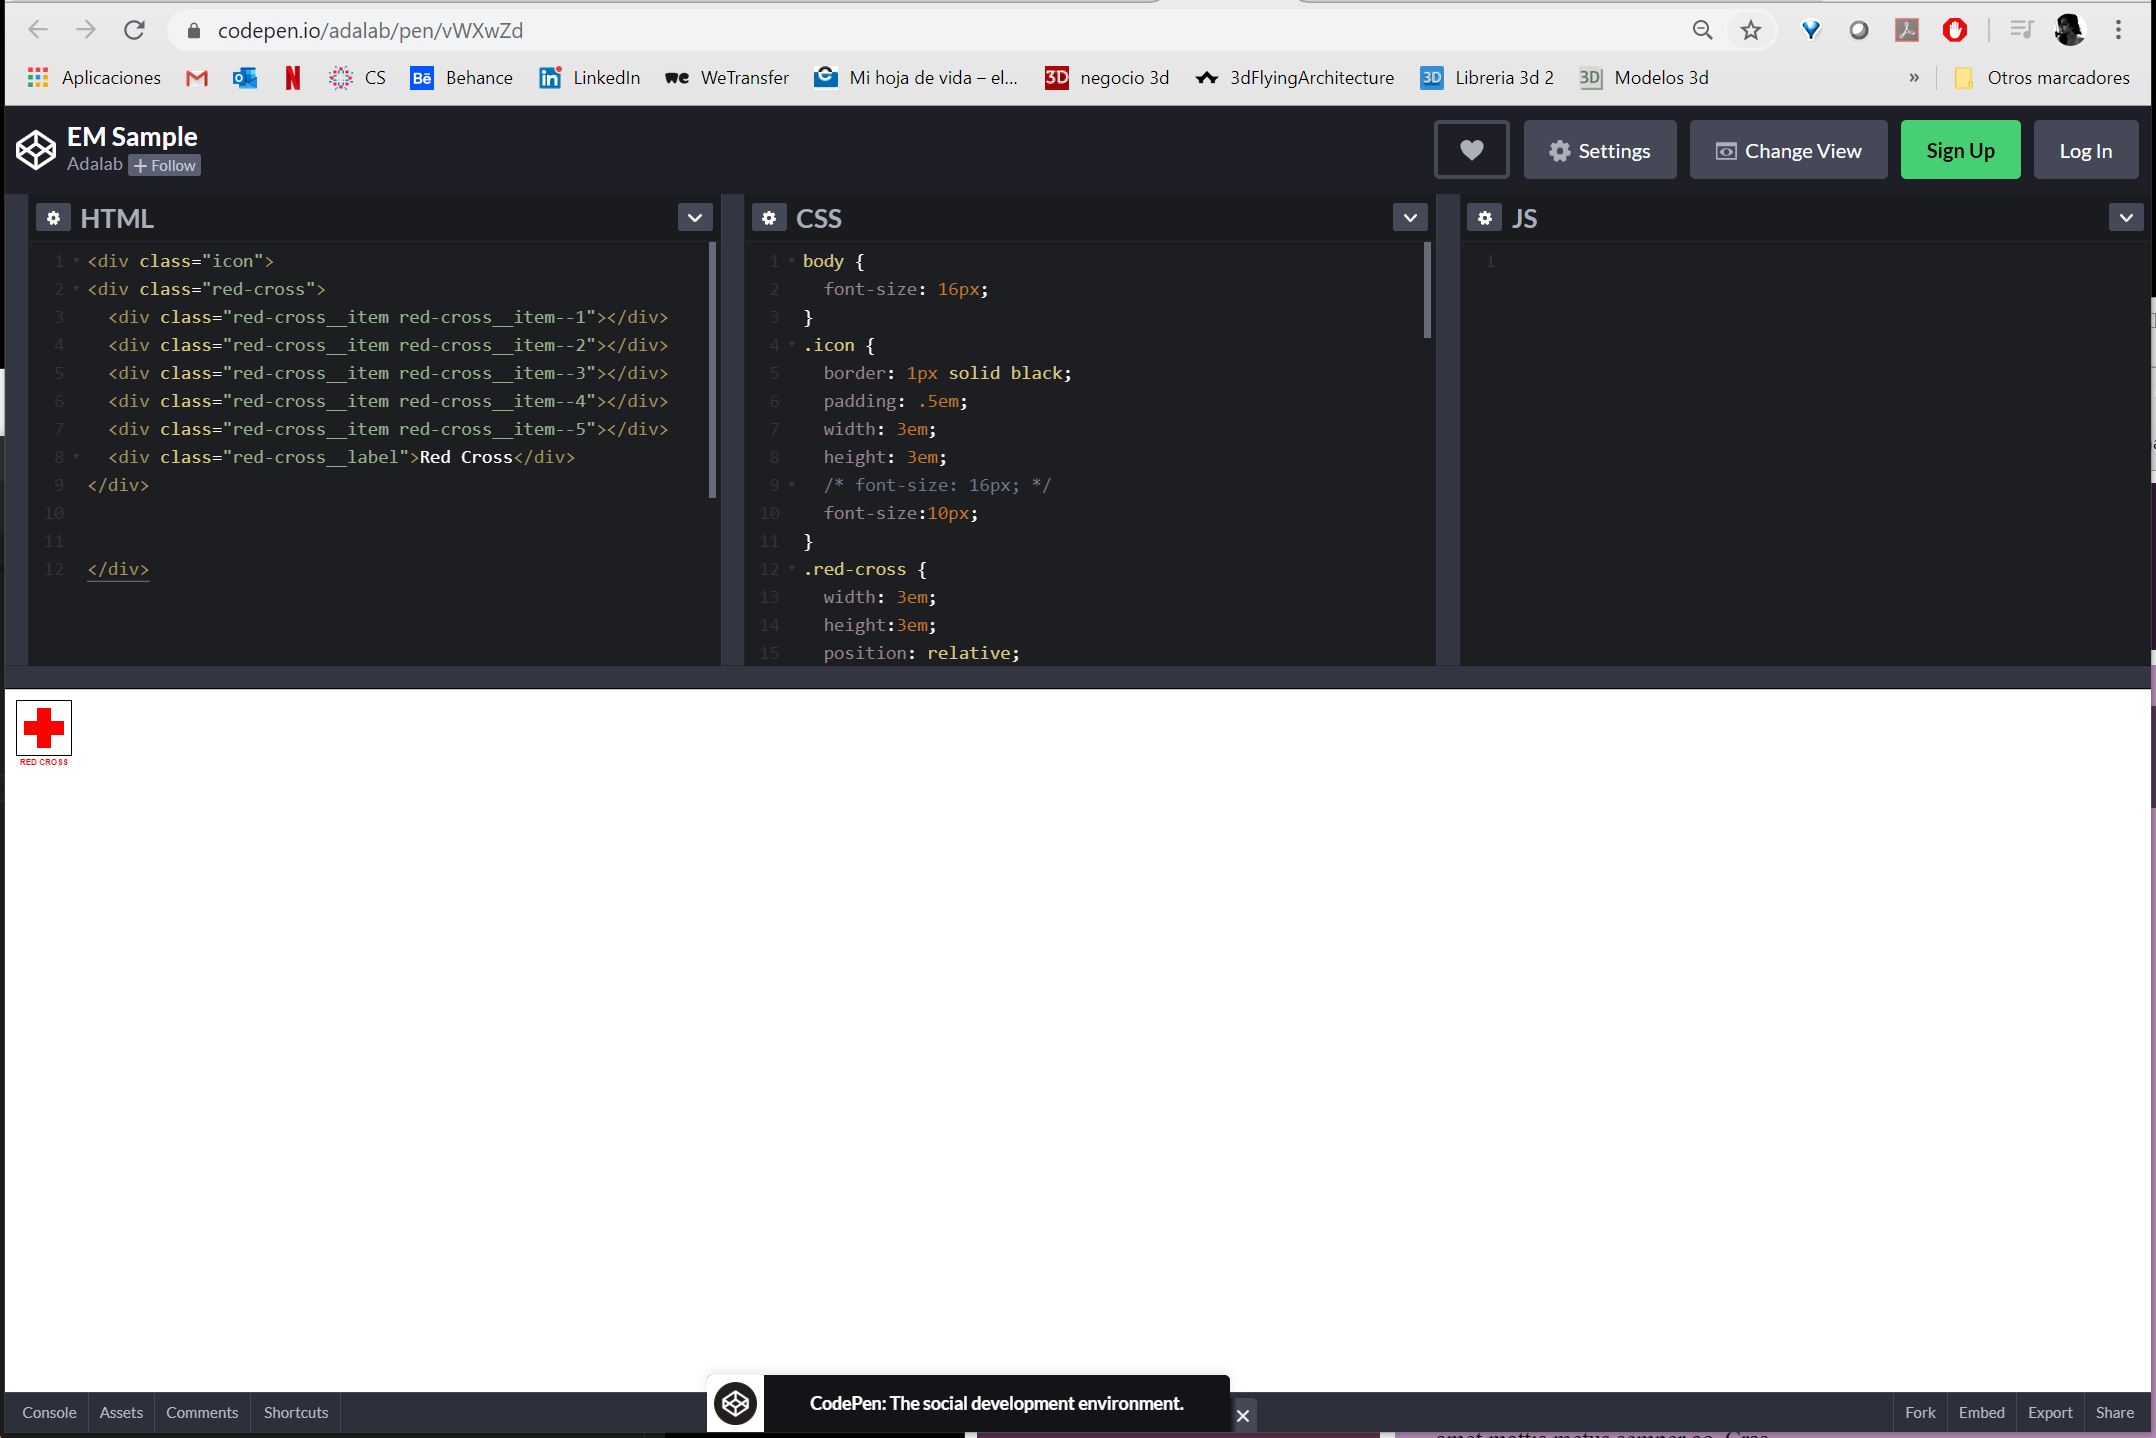 codepen.io/adalab/pen/vWXwZd
Aplicaciones CS Behance LinkedIn WeTransfer Mi hoja de vida – el... negocio 3d 3dFlyingArchitecture Libreria 3d 2 Modelos 3d » Otros marcadores
EM Sample
Adalab + Follow
Settings Change View Sign Up Log In
HTML
1 <div class="icon">
2 <div class="red-cross">
3 <div class="red-cross__item red-cross__item--1"></div>
4 <div class="red-cross__item red-cross__item--2"></div>
5 <div class="red-cross__item red-cross__item--3"></div>
6 <div class="red-cross__item red-cross__item--4"></div>
7 <div class="red-cross__item red-cross__item--5"></div>
8 <div class="red-cross__label">Red Cross</div>
9 </div>
10
11
12 </div>
CSS
1 body {
2 font-size: 16px;
3 }
4 .icon {
5 border: 1px solid black;
6 padding: .5em;
7 width: 3em;
8 height: 3em;
9 /* font-size: 16px; */
10 font-size:10px;
11 }
12 .red-cross {
13 width: 3em;
14 height:3em;
15 position: relative;
JS
1
RED CROSS
CodePen: The social development environment.
Console Assets Comments Shortcuts
Fork Embed Export Share